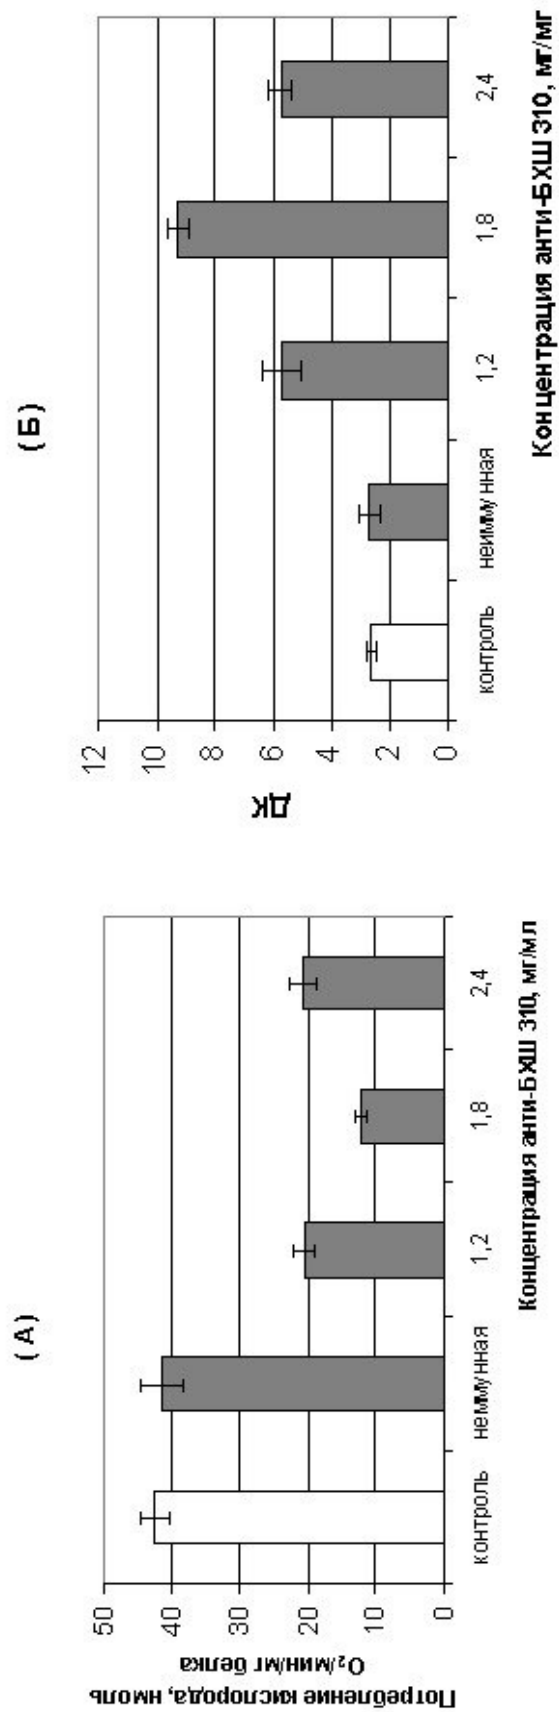 (А)
Потребление кислорода, нмоль
O₂/мин/мг белка
50
40
30
20
10
0
контроль неммунная 1,2 1,8 2,4
Концентрация анти-БХШ 310, мг/мл
(Б)
ДК
12
10
8
6
4
2
0
контроль неиммунная 1,2 1,8 2,4
Концентрация анти-БХШ 310, мг/мг